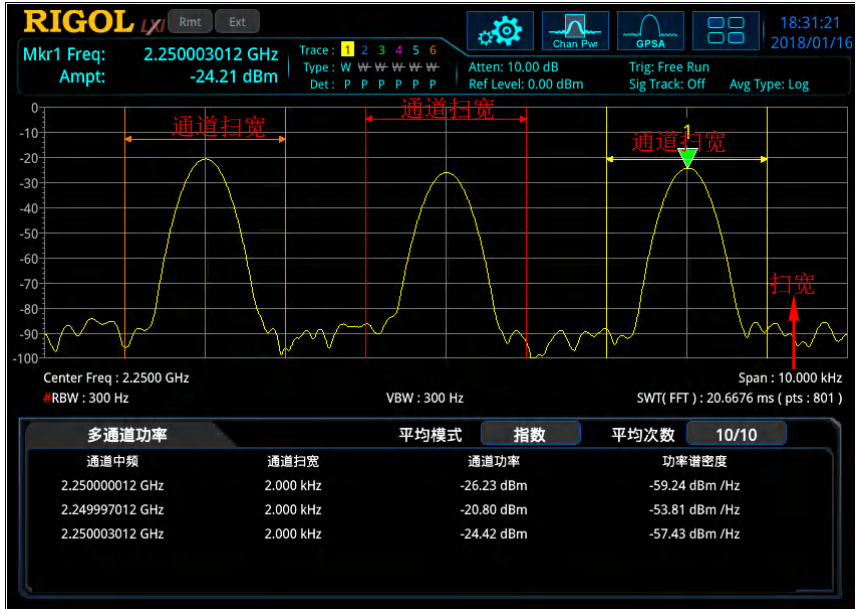 RIGOL LXI Rmt Ext
18:31:21
2018/01/16
Chan Pwr
GPSA
Mkr1 Freq: 2.250003012 GHz
Ampt: -24.21 dBm
Trace : 1 2 3 4 5 6
Type : W W W W W W
Det : P P P P P P
Atten: 10.00 dB
Ref Level: 0.00 dBm
Trig: Free Run
Sig Track: Off
Avg Type: Log
0
-10
-20
-30
-40
-50
-60
-70
-80
-90
-100
通道扫宽
通道扫宽
通道扫宽
1
扫宽
Center Freq : 2.2500 GHz
Span : 10.000 kHz
#RBW : 300 Hz
VBW : 300 Hz
SWT( FFT ) : 20.6676 ms ( pts : 801 )
多通道功率 平均模式 指数 平均次数 10/10
通道中频 通道扫宽 通道功率 功率谱密度
2.250000012 GHz 2.000 kHz -26.23 dBm -59.24 dBm /Hz
2.249997012 GHz 2.000 kHz -20.80 dBm -53.81 dBm /Hz
2.250003012 GHz 2.000 kHz -24.42 dBm -57.43 dBm /Hz